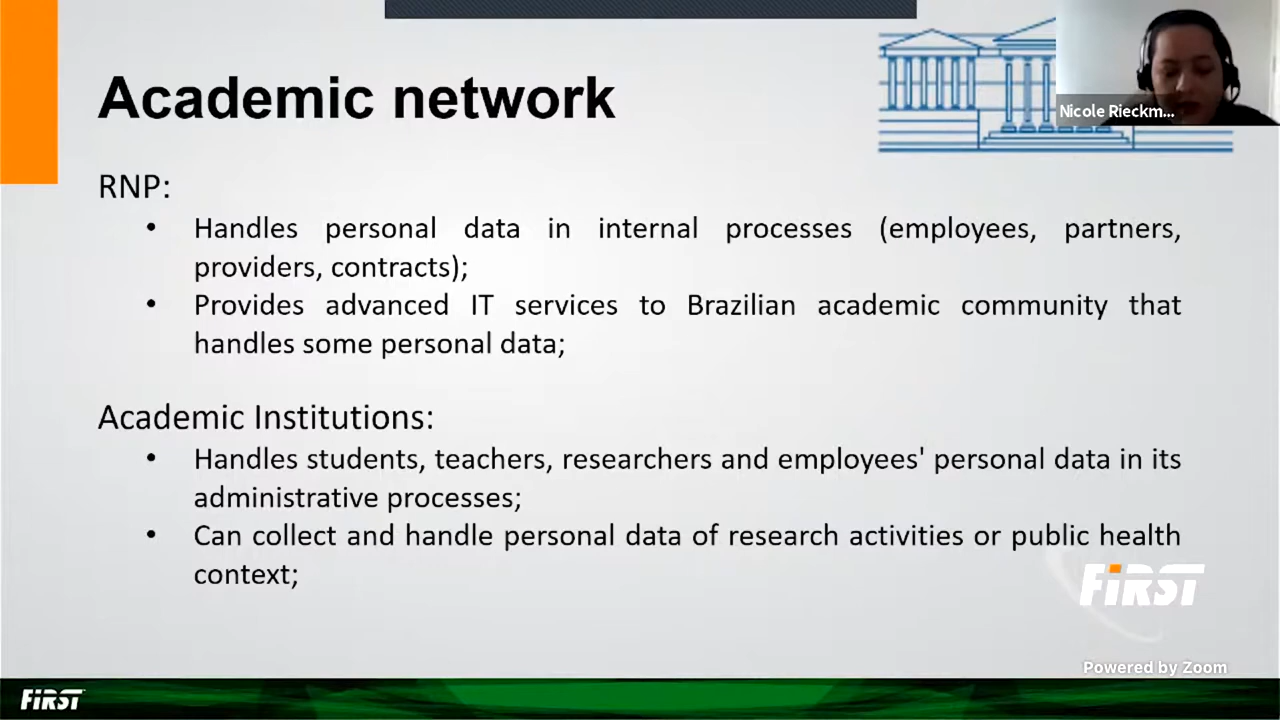 Academic network
Nicole Rieckm...
RNP:
• Handles personal data in internal processes (employees, partners,
providers, contracts);
• Provides advanced IT services to Brazilian academic community that
handles some personal data;
Academic Institutions:
• Handles students, teachers, researchers and employees' personal data in its
administrative processes;
• Can collect and handle personal data of research activities or public health
context;
FiRST
Powered by Zoom
FiRST